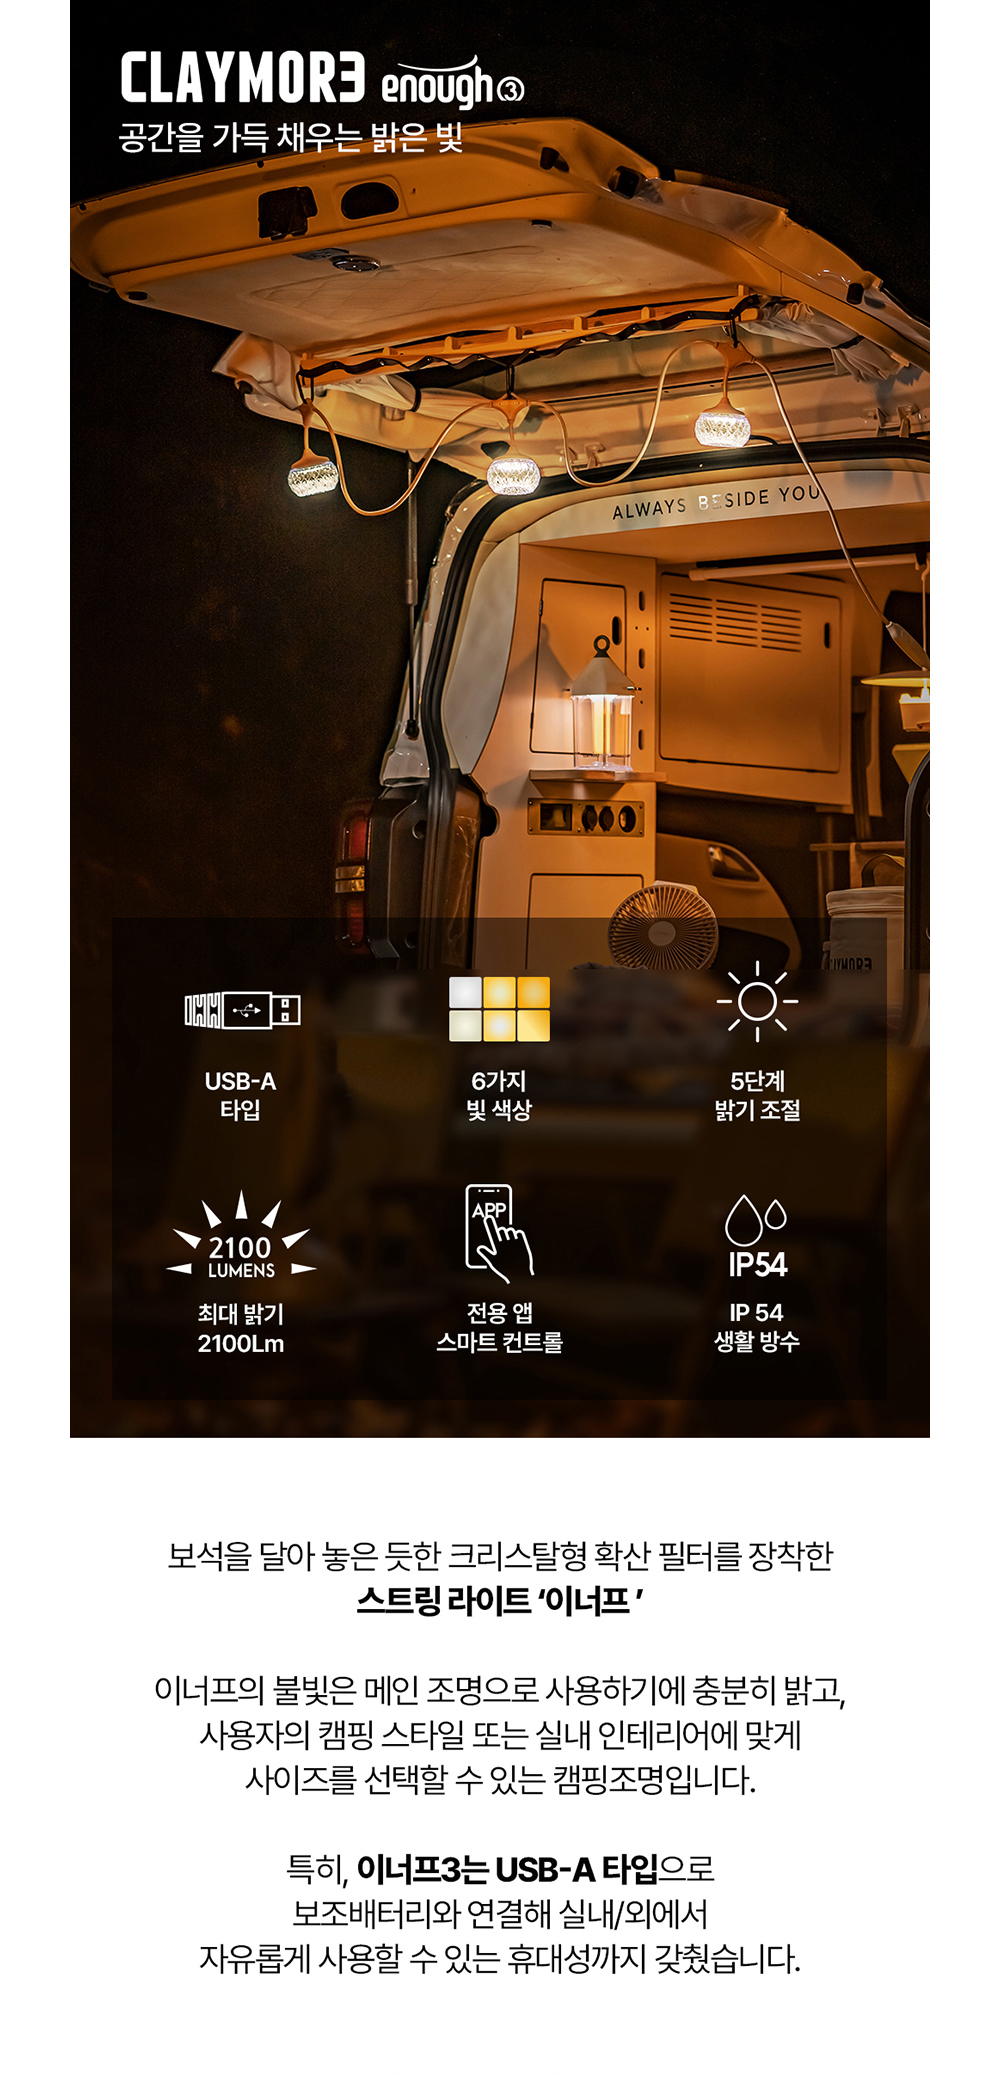 CLAYMORE enough3
공간을 가득 채우는 밝은 빛
ALWAYS BESIDE YOU
USB-A
타입
6가지
빛 색상
5단계
밝기 조절
2100
LUMENS
최대 밝기
2100Lm
APP
전용 앱
스마트 컨트롤
IP54
IP 54
생활 방수
보석을 달아 놓은 듯한 크리스탈형 확산 필터를 장착한
스트링 라이트 ‘이너프 ’
이너프의 불빛은 메인 조명으로 사용하기에 충분히 밝고,
사용자의 캠핑 스타일 또는 실내 인테리어에 맞게
사이즈를 선택할 수 있는 캠핑조명입니다.
특히, 이너프3는 USB-A 타입으로
보조배터리와 연결해 실내/외에서
자유롭게 사용할 수 있는 휴대성까지 갖췄습니다.